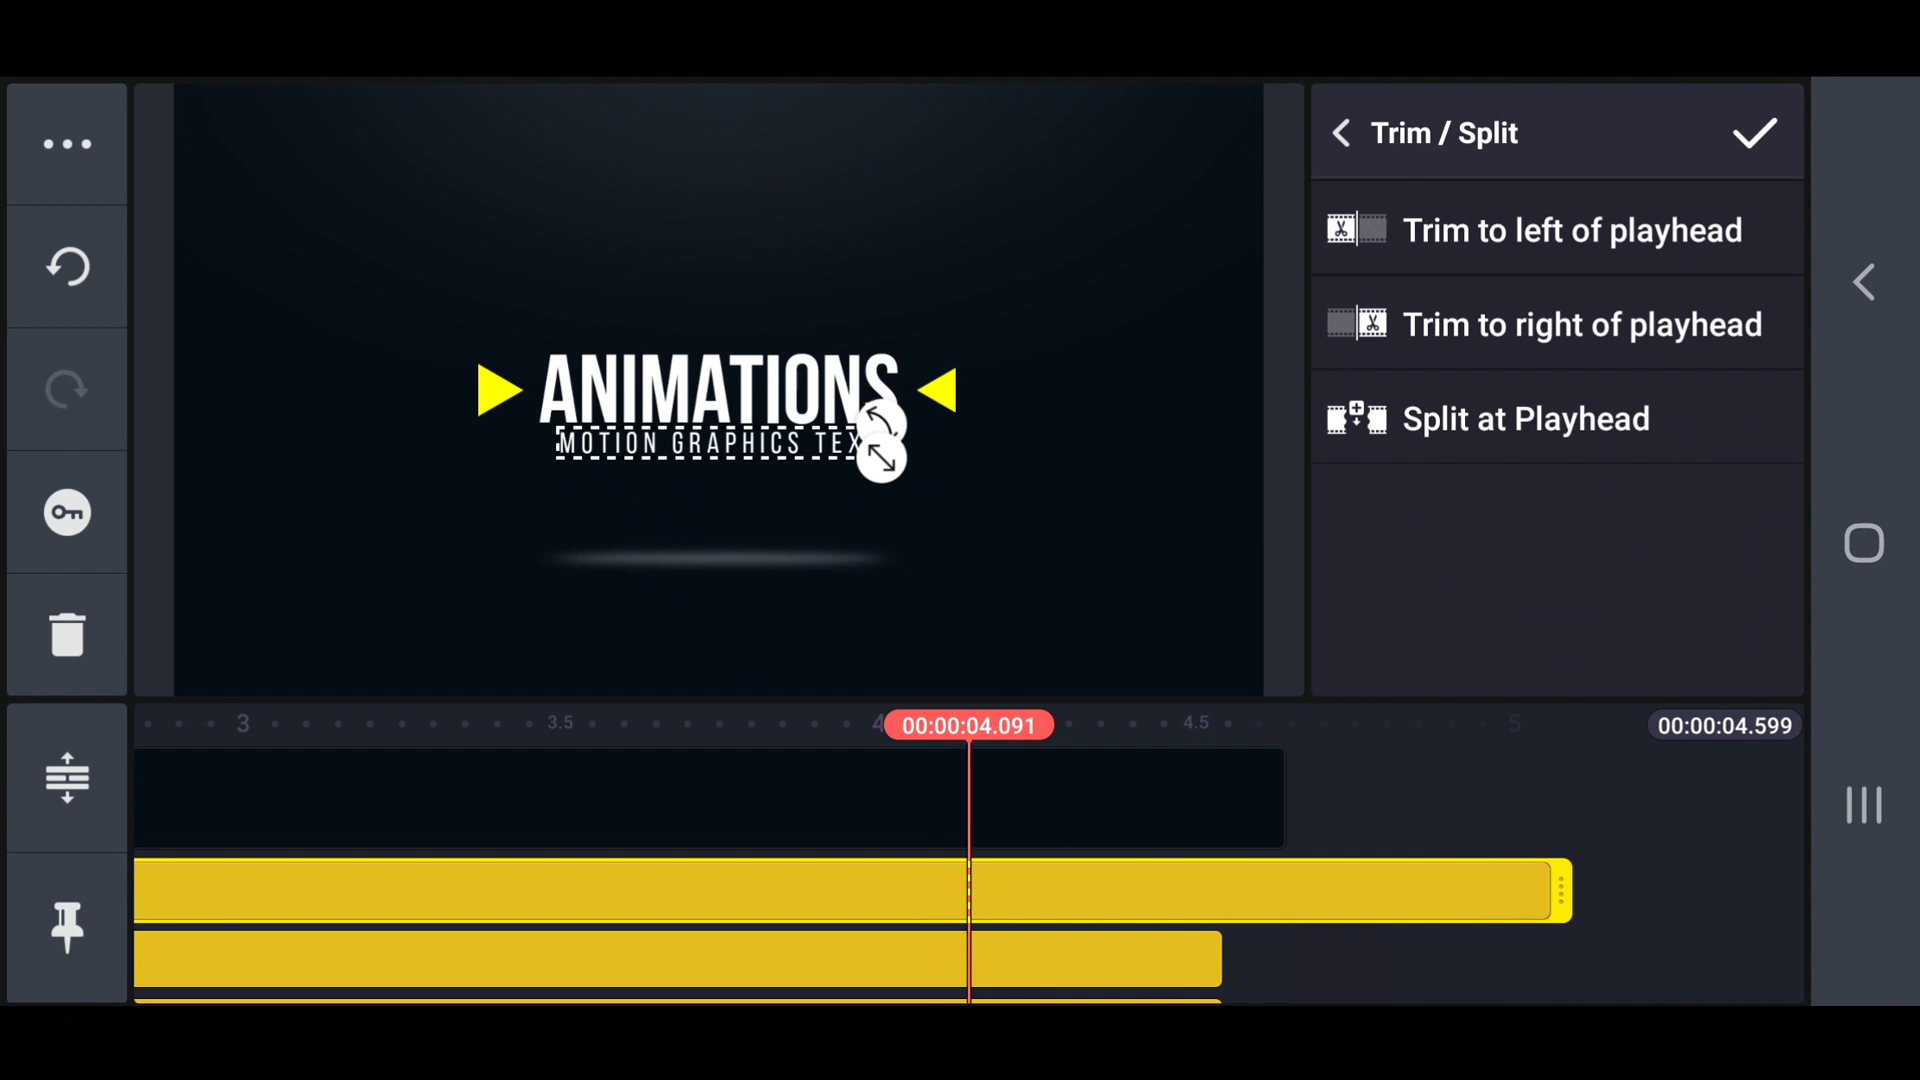 Trim / Split
Trim to left of playhead
Trim to right of playhead
Split at Playhead
ANIMATIONS
MOTION GRAPHICS TEX
3
3.5
4
00:00:04.091
4.5
5
00:00:04.599